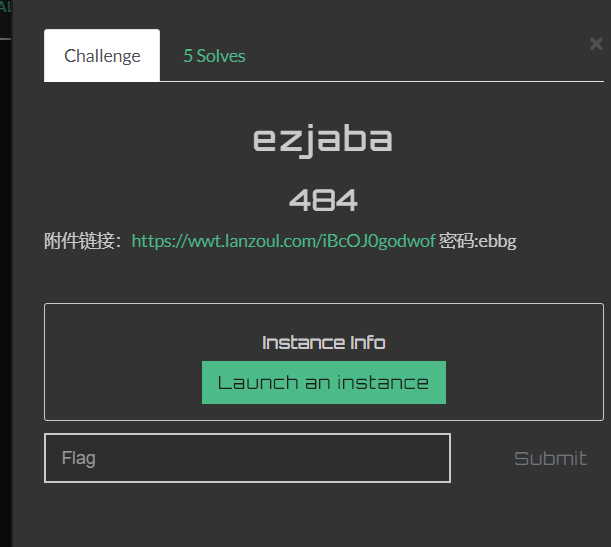 AL
Challenge
5 Solves
×
ezjaba
484
附件链接：https://wwt.lanzoul.com/iBcOJ0godwof 密码:ebbg
Instance Info
Launch an instance
Flag
Submit